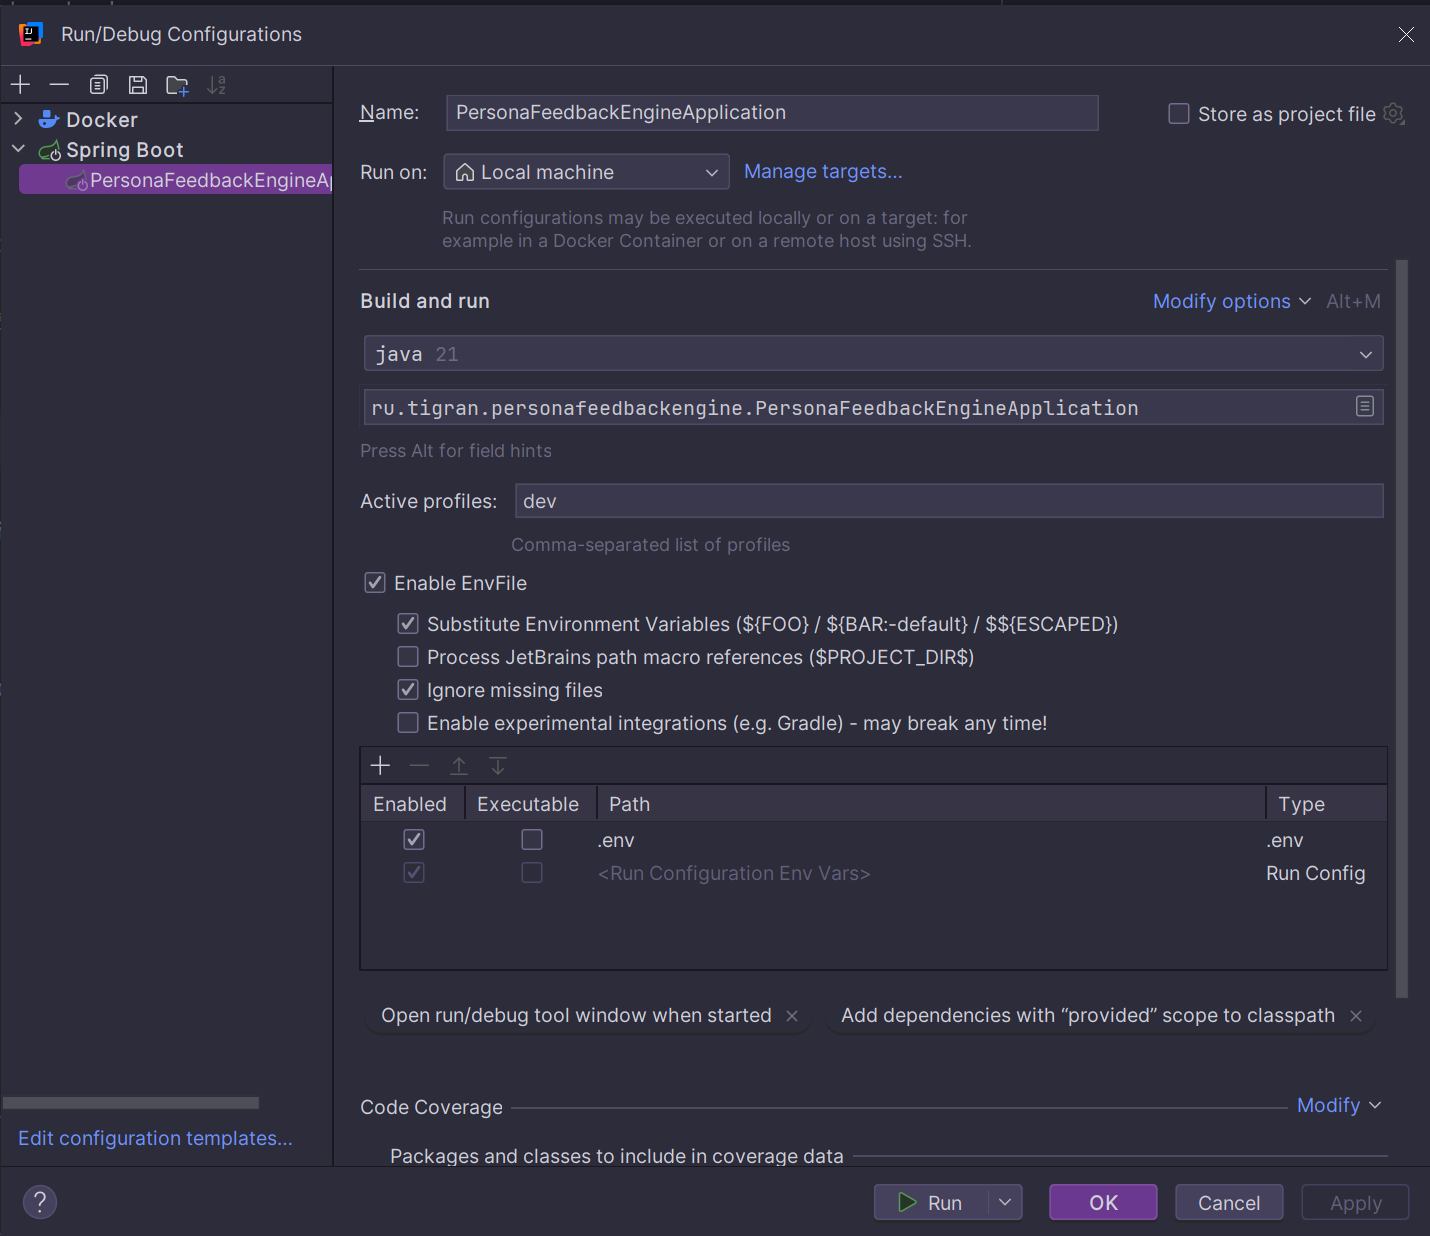 Run/Debug Configurations
Docker
Spring Boot
PersonaFeedbackEngineAp
Edit configuration templates...
Name: PersonaFeedbackEngineApplication
Store as project file
Run on: Local machine Manage targets...
Run configurations may be executed locally or on a target: for
example in a Docker Container or on a remote host using SSH.
Build and run
Modify options Alt+M
java 21
ru.tigran.personafeedbackengine.PersonaFeedbackEngineApplication
Press Alt for field hints
Active profiles: dev
Comma-separated list of profiles
Enable EnvFile
Substitute Environment Variables (${FOO} / ${BAR:-default} / $${ESCAPED})
Process JetBrains path macro references ($PROJECT_DIR$)
Ignore missing files
Enable experimental integrations (e.g. Gradle) - may break any time!
Enabled Executable Path Type
.env .env
<Run Configuration Env Vars> Run Config
Open run/debug tool window when started
Add dependencies with “provided” scope to classpath
Code Coverage
Modify
Packages and classes to include in coverage data
?
Run
OK
Cancel
Apply